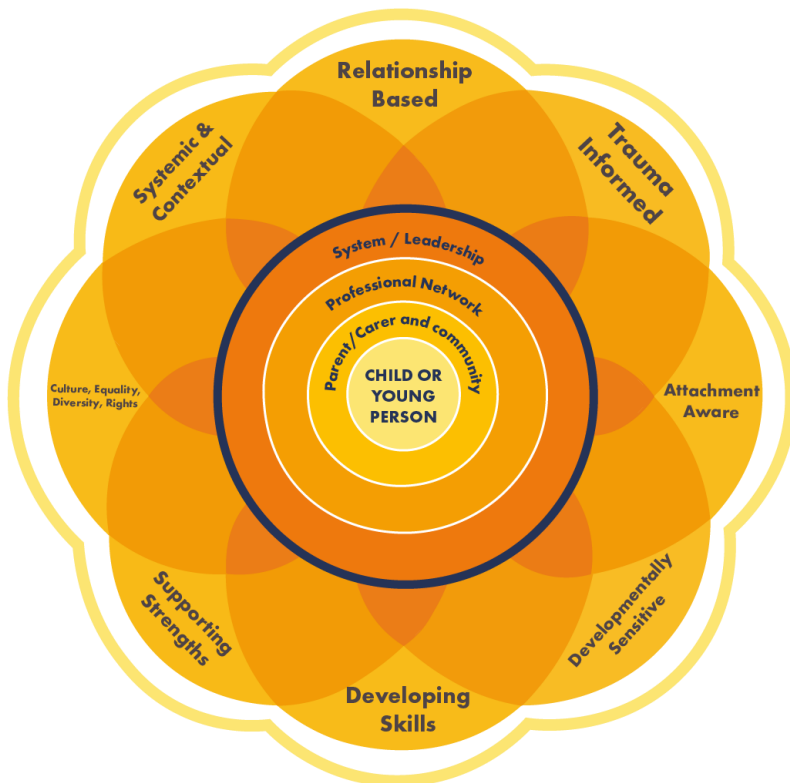 Relationship
Based
Systemic &
Contextual
Trauma
Informed
System / Leadership
Professional Network
Parent/Carer and community
CHILD OR
YOUNG
PERSON
Culture, Equality,
Diversity, Rights
Attachment
Aware
Supporting
Strengths
Developmentally
Sensitive
Developing
Skills